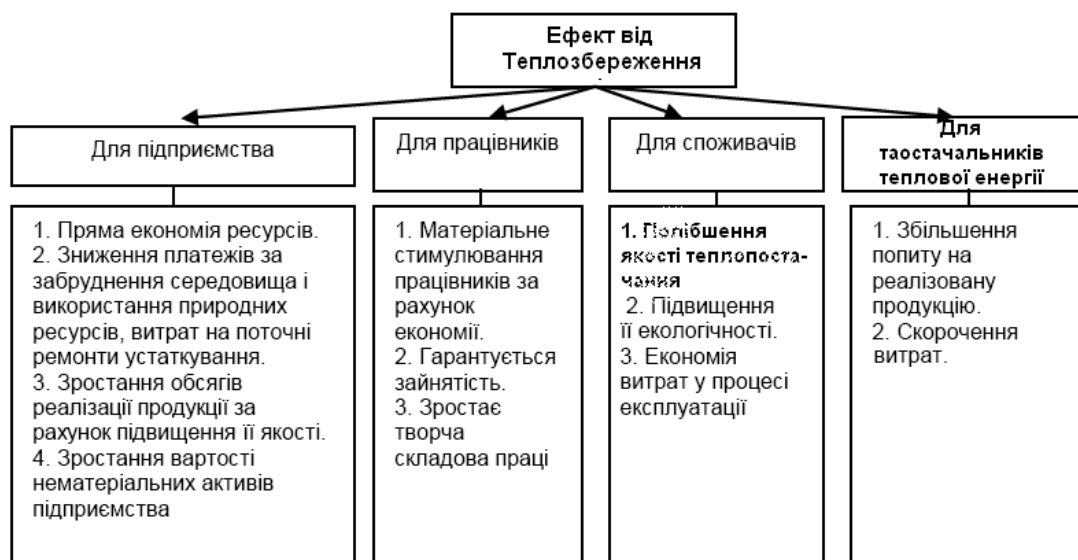 Ефект від
Теплозбереження
Для підприємства
1. Пряма економія ресурсів.
2. Зниження платежів за
забруднення середовища і
використання природних
ресурсів, витрат на поточні
ремонти устаткування.
3. Зростання обсягів
реалізації продукції за
рахунок підвищення її якості.
4. Зростання вартості
нематеріальних активів
підприємства
Для працівників
1. Матеріальне
стимулювання
працівників за
рахунок
економії.
2. Гарантується
зайнятість.
3. Зростає
творча
складова праці
Для споживачів
1. Полібшення
якості теплопоста-
чання
2. Підвищення
її екологічності.
3. Економія
витрат у процесі
експлуатації
Для
таостачальників
теплової енергії
1. Збільшення
попиту на
реалізовану
продукцію.
2. Скорочення
витрат.